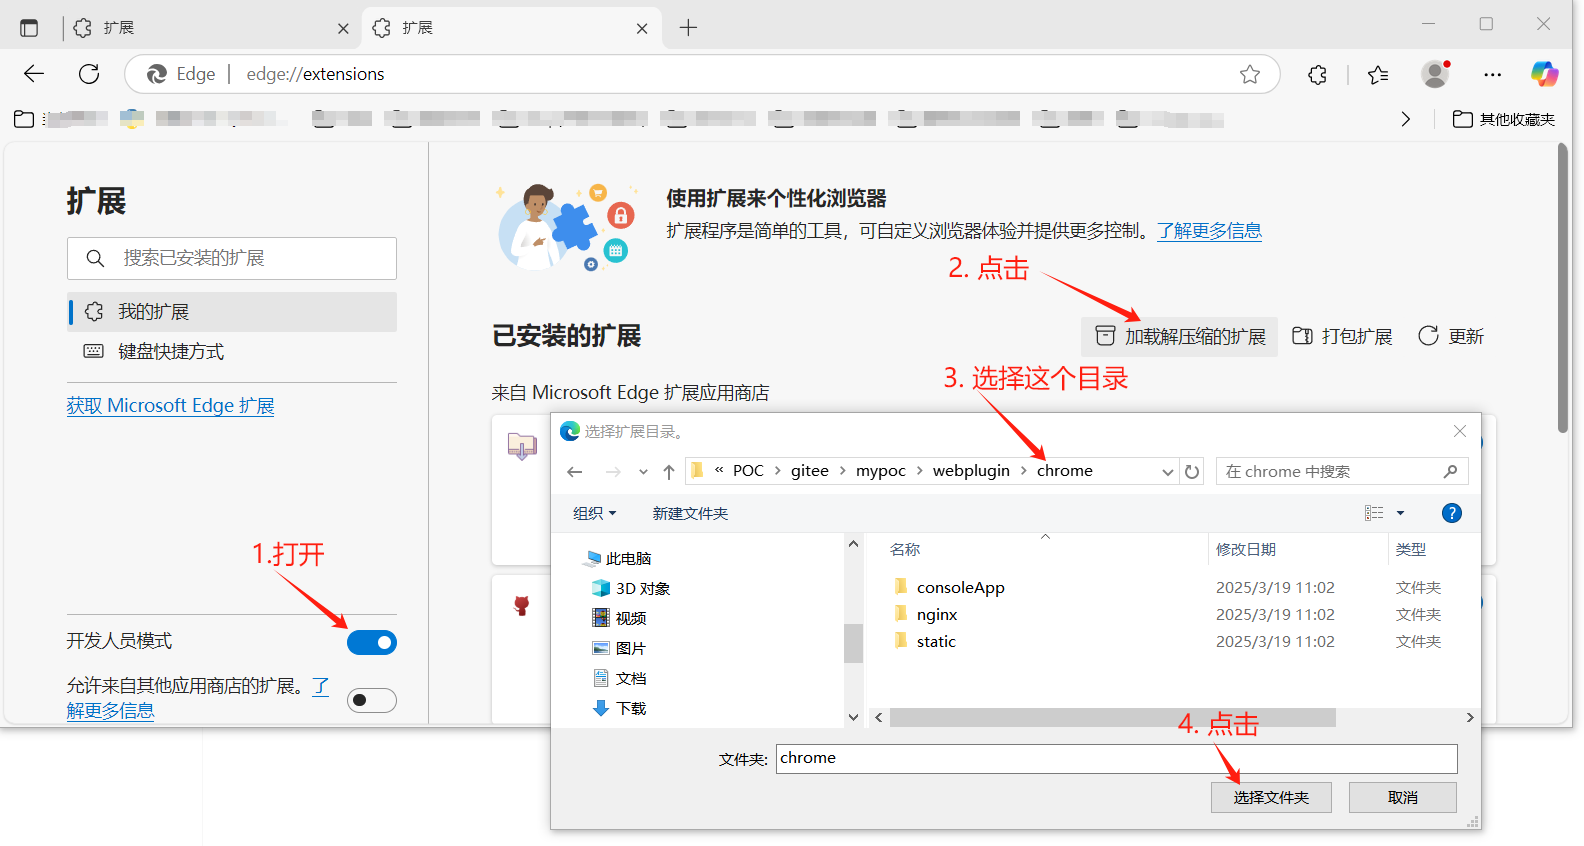 扩展
扩展
Edge
edge://extensions
其他收藏夹
扩展
搜索已安装的扩展
我的扩展
键盘快捷方式
获取 Microsoft Edge 扩展
1.打开
开发人员模式
允许来自其他应用商店的扩展。了
解更多信息
使用扩展来个性化浏览器
扩展程序是简单的工具，可自定义浏览器体验并提供更多控制。了解更多信息
2. 点击
已安装的扩展
加载解压缩的扩展
打包扩展
更新
3. 选择这个目录
来自 Microsoft Edge 扩展应用商店
选择扩展目录。
« POC › gitee › mypoc › webplugin › chrome
在 chrome 中搜索
组织
新建文件夹
此电脑
3D 对象
视频
图片
文档
下载
名称 修改日期 类型
consoleApp 2025/3/19 11:02 文件夹
nginx 2025/3/19 11:02 文件夹
static 2025/3/19 11:02 文件夹
4. 点击
文件夹: chrome
选择文件夹
取消